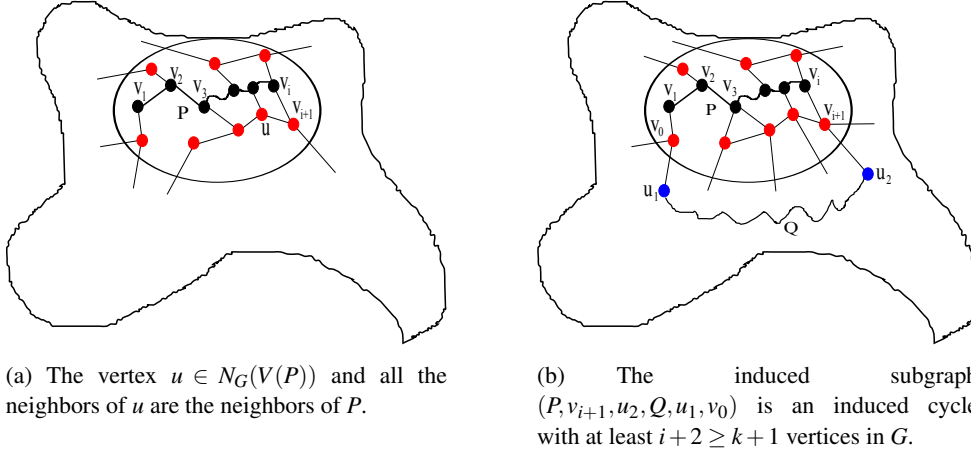 v1
v2
P
v3
vi
vi+1
u
v1
v2
P
v3
vi
vi+1
v0
u1
u2
Q
(a) The vertex u ∈ NG(V(P)) and all the
neighbors of u are the neighbors of P.
(b) The induced subgraph
(P, vi+1, u2, Q, u1, v0) is an induced cycle
with at least i + 2 ≥ k + 1 vertices in G.